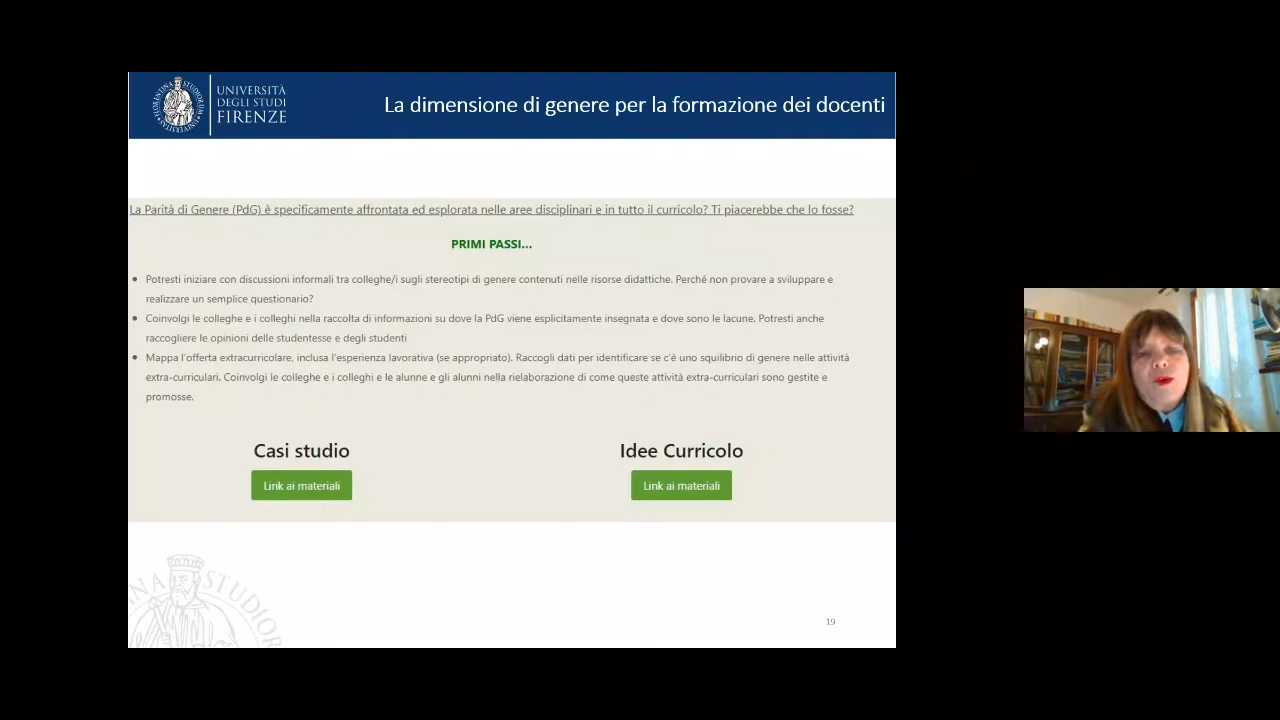 FLORENTINA STUDIORUM UNIVERSITAS
UNIVERSITÀ
DEGLI STUDI
FIRENZE
La dimensione di genere per la formazione dei docenti
La Parità di Genere (PdG) è specificamente affrontata ed esplorata nelle aree disciplinari e in tutto il curricolo? Ti piacerebbe che lo fosse?
PRIMI PASSI...
• Potresti iniziare con discussioni informali tra colleghe/i sugli stereotipi di genere contenuti nelle risorse didattiche. Perché non provare a sviluppare e
realizzare un semplice questionario?
• Coinvolgi le colleghe e i colleghi nella raccolta di informazioni su dove la PdG viene esplicitamente insegnata e dove sono le lacune. Potresti anche
raccogliere le opinioni delle studentesse e degli studenti
• Mappa l'offerta extracurricolare, inclusa l'esperienza lavorativa (se appropriato). Raccogli dati per identificare se c'è uno squilibrio di genere nelle attività
extra-curriculari. Coinvolgi le colleghe e i colleghi e le alunne e gli alunni nella rielaborazione di come queste attività extra-curriculari sono gestite e
promosse.
Casi studio
Idee Curricolo
Link ai materiali
Link ai materiali
19